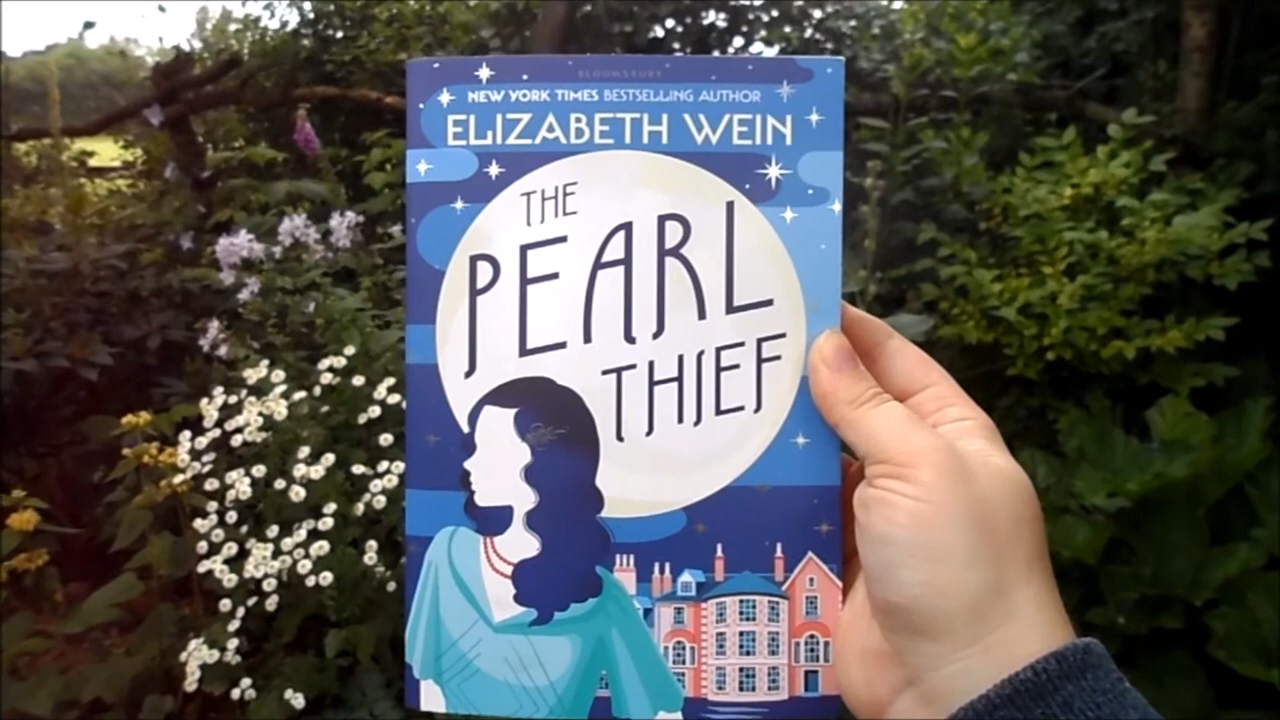 BLOOMSBURY
NEW YORK TIMES BESTSELLING AUTHOR
ELIZABETH WEIN
THE
PEARL
THIEF